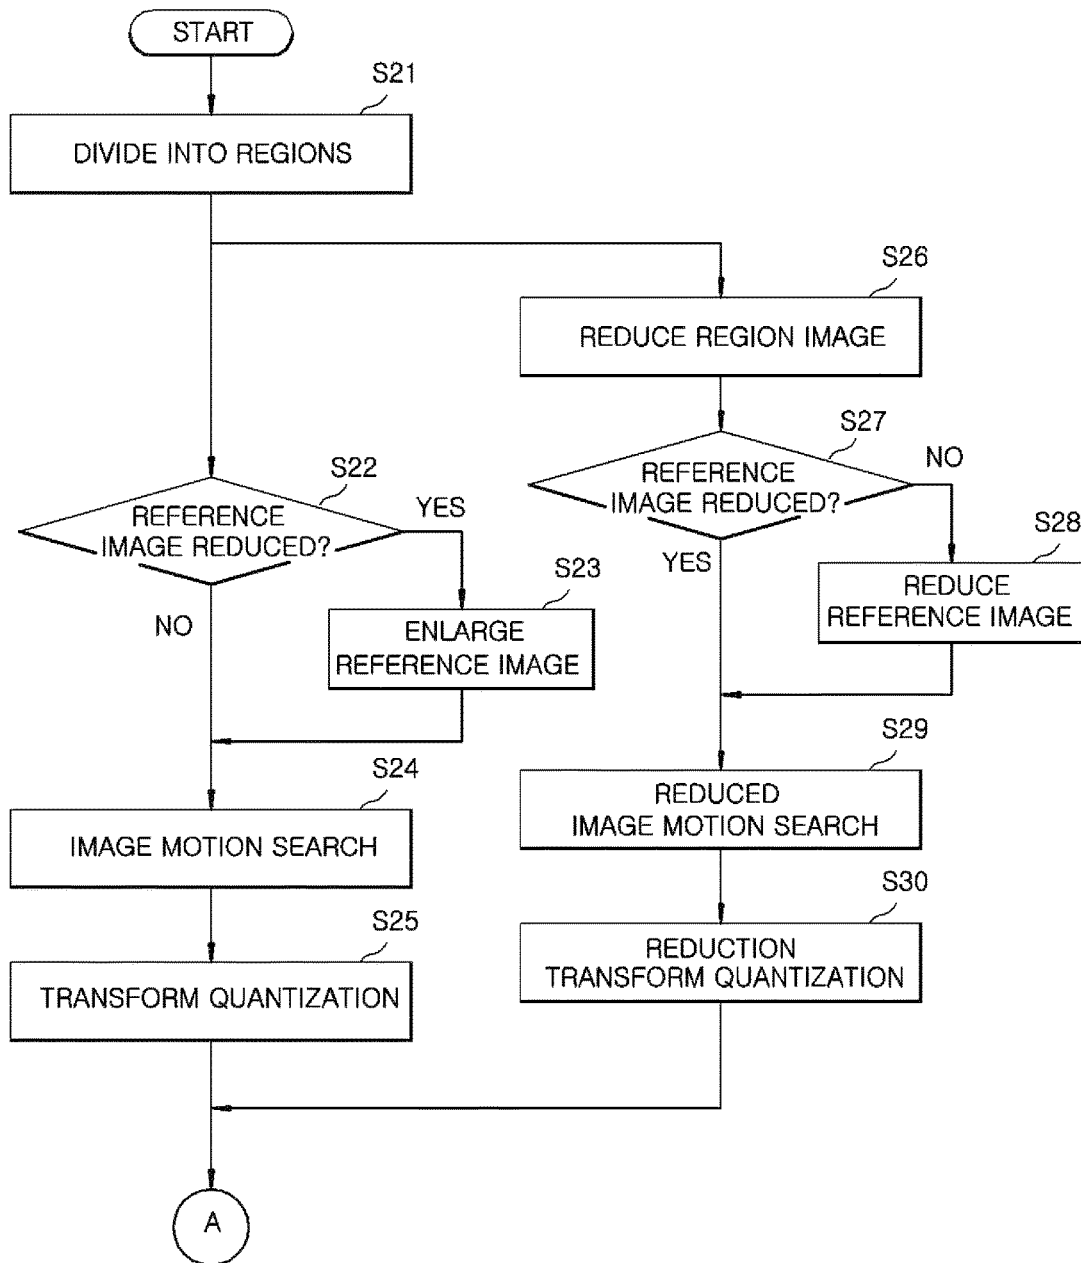 START
S21
DIVIDE INTO REGIONS
S26
REDUCE REGION IMAGE
S27
REFERENCE
IMAGE REDUCED?
NO
YES
S28
REDUCE
REFERENCE IMAGE
S22
REFERENCE
IMAGE REDUCED?
YES
NO
S23
ENLARGE
REFERENCE IMAGE
S24
IMAGE MOTION SEARCH
S29
REDUCED
IMAGE MOTION SEARCH
S25
TRANSFORM QUANTIZATION
S30
REDUCTION
TRANSFORM QUANTIZATION
A